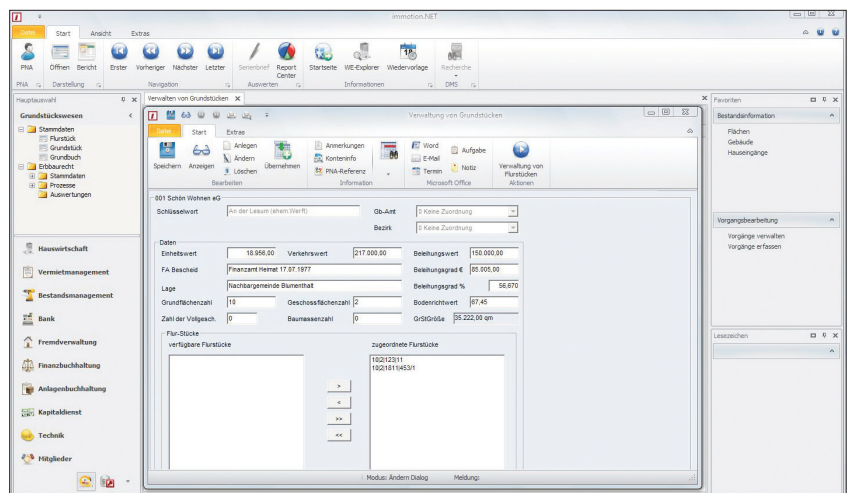 immotion.NET
Datei Start Ansicht Extras
PNA Öffnen Bericht Erster Vorheriger Nächster Letzter Serienbrief Report Center Startseite WE-Explorer Wiedervorlage Recherche
PNA Darstellung Navigation Auswerten Informationen DMS
Hauptauswahl
Grundstückswesen
Stammdaten
Flurstück
Grundstück
Grundbuch
Erbbaurecht
Stammdaten
Prozesse
Auswertungen
Hauswirtschaft
Vermietmanagement
Bestandsmanagement
Bank
Fremdverwaltung
Finanzbuchhaltung
Anlagenbuchhaltung
Kapitaldienst
Technik
Mitglieder
Verwalten von Grundstücken X
Verwaltung von Grundstücken
Datei Start Extras
Speichern Anzeigen
Anlegen
Ändern
Löschen
Übernehmen
Anmerkungen
Konteninfo
PNA-Referenz
Word
E-Mail
Termin
Aufgabe
Notiz
Verwaltung von Flurstücken
Bearbeiten Information Microsoft Office Aktionen
001 Schön Wohnen eG
Schlüsselwort An der Lesum (ehem.Werft) Gb-Amt 0 Keine Zuordnung
Bezirk 0 Keine Zuordnung
Daten
Einheitswert 18.956,00 Verkehrswert 217.000,00 Beleihungswert 150.000,00
FA Bescheid Finanzamt Heimat 17.07.1977 Beleihungsgrad € 85.005,00
Lage Nachbargemeinde Blumenthalt Beleihungsgrad % 56,670
Grundflächenzahl 10 Geschossflächenzahl 2 Bodenrichtwert 67,45
Zahl der Vollgesch. 0 Baumassenzahl 0 GrStGröße 35.222,00 qm
Flur-Stücke
verfügbare Flurstücke zugeordnete Flurstücke
10|2|123|11
10|2|1811|453/1
>
<
>>
<<
Modus: Ändern Dialog Meldung:
Favoriten
Bestandsinformation
Flächen
Gebäude
Hauseingänge
Vorgangsbearbeitung
Vorgänge verwalten
Vorgänge erfassen
Lesezeichen